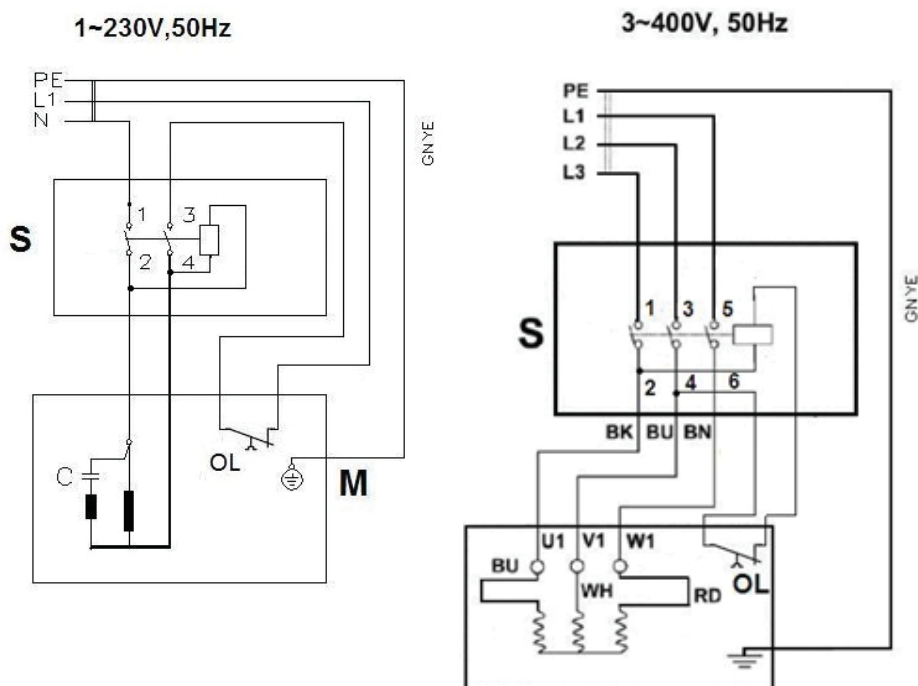 1~230V,50Hz
PE
L1
N
GNYE
S
1 3
2 4
OL
M
C
3~400V, 50Hz
PE
L1
L2
L3
GNYE
S
1 3 5
2 4 6
BK BU BN
U1 V1 W1
BU
WH
RD
OL